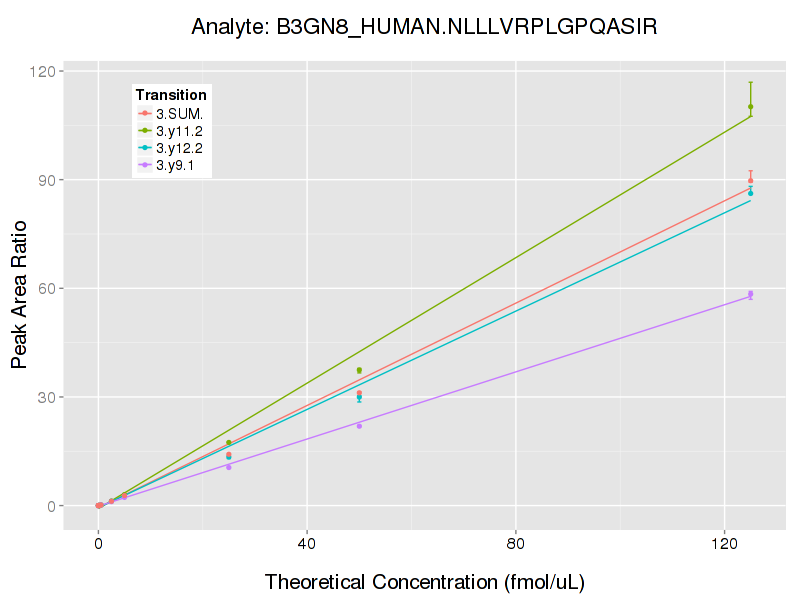 Analyte: B3GN8_HUMAN.NLLLVRPLGPQASIR
120
90
60
30
0
Peak Area Ratio
Transition
3.SUM.
3.y11.2
3.y12.2
3.y9.1
0 40 80 120
Theoretical Concentration (fmol/uL)